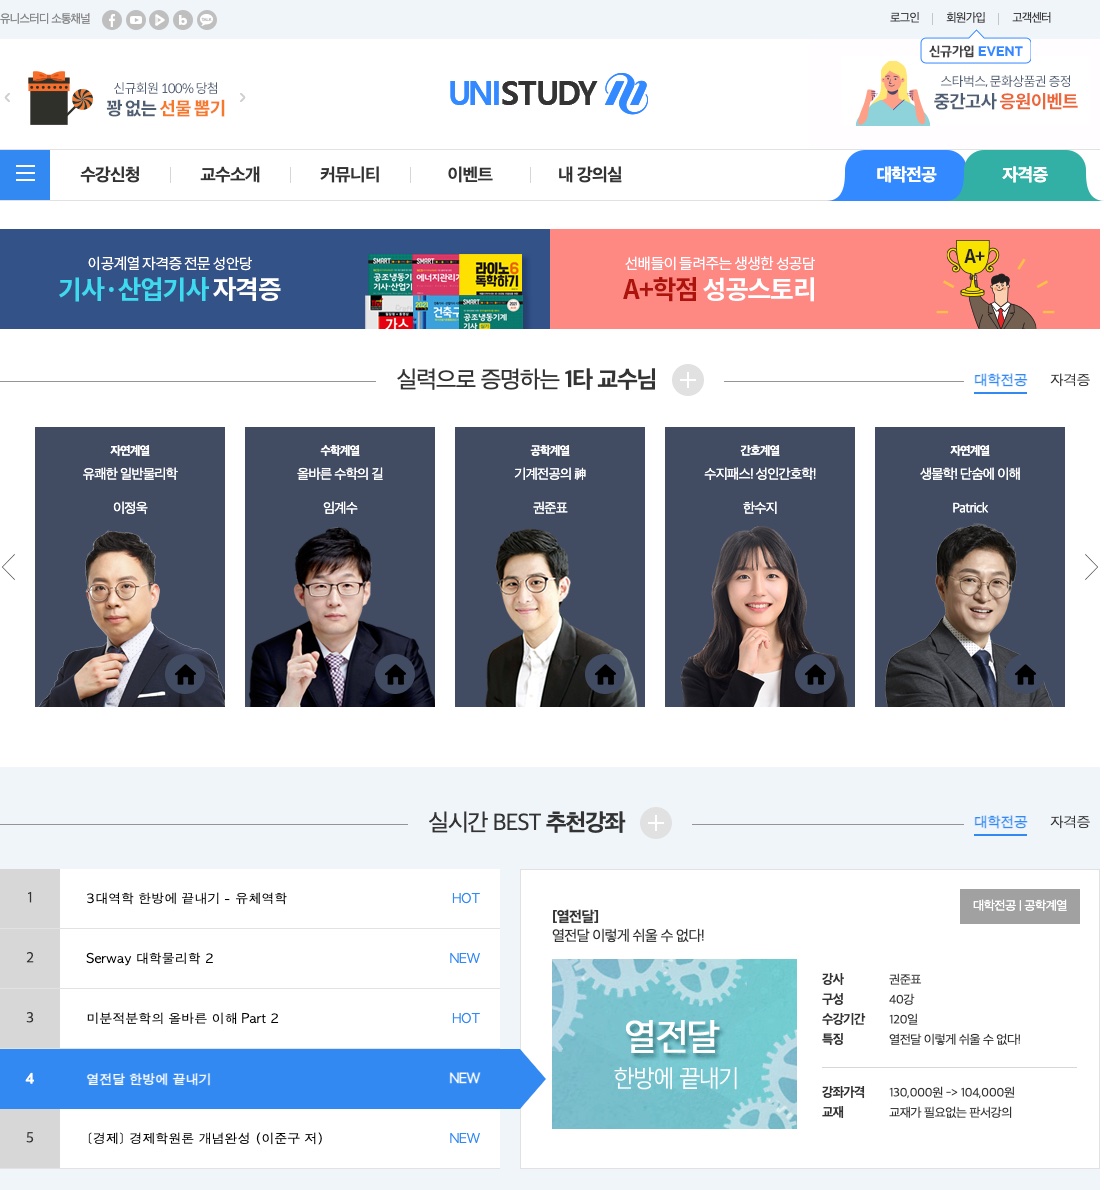 유니스터디 소통채널
로그인
회원가입
고객센터
신규가입 EVENT
신규회원 100% 당첨
꽝 없는 선물 뽑기
UNISTUDY
스타벅스, 문화상품권 증정
중간고사 응원이벤트
수강신청
교수소개
커뮤니티
이벤트
내 강의실
대학전공
자격증
이공계열 자격증 전문 성안당
기사·산업기사 자격증
선배들이 들려주는 생생한 성공담
A+학점 성공스토리
A+
실력으로 증명하는 1타 교수님
대학전공
자격증
자연계열
유쾌한 일반물리학
이정욱
수학계열
올바른 수학의 길
임계수
공학계열
기계전공의 神
권준표
간호계열
수지패스! 성인간호학!
한수지
자연계열
생물학! 단숨에 이해
Patrick
실시간 BEST 추천강좌
대학전공
자격증
1 3대역학 한방에 끝내기 - 유체역학 HOT
2 Serway 대학물리학 2 NEW
3 미분적분학의 올바른 이해 Part 2 HOT
4 열전달 한방에 끝내기 NEW
5 [경제] 경제학원론 개념완성 (이준구 저) NEW
대학전공 | 공학계열
[열전달]
열전달 이렇게 쉬울 수 없다!
열전달
한방에 끝내기
강사 권준표
구성 40강
수강기간 120일
특징 열전달 이렇게 쉬울 수 없다!
강좌가격 130,000원 -> 104,000원
교재 교재가 필요없는 판서강의